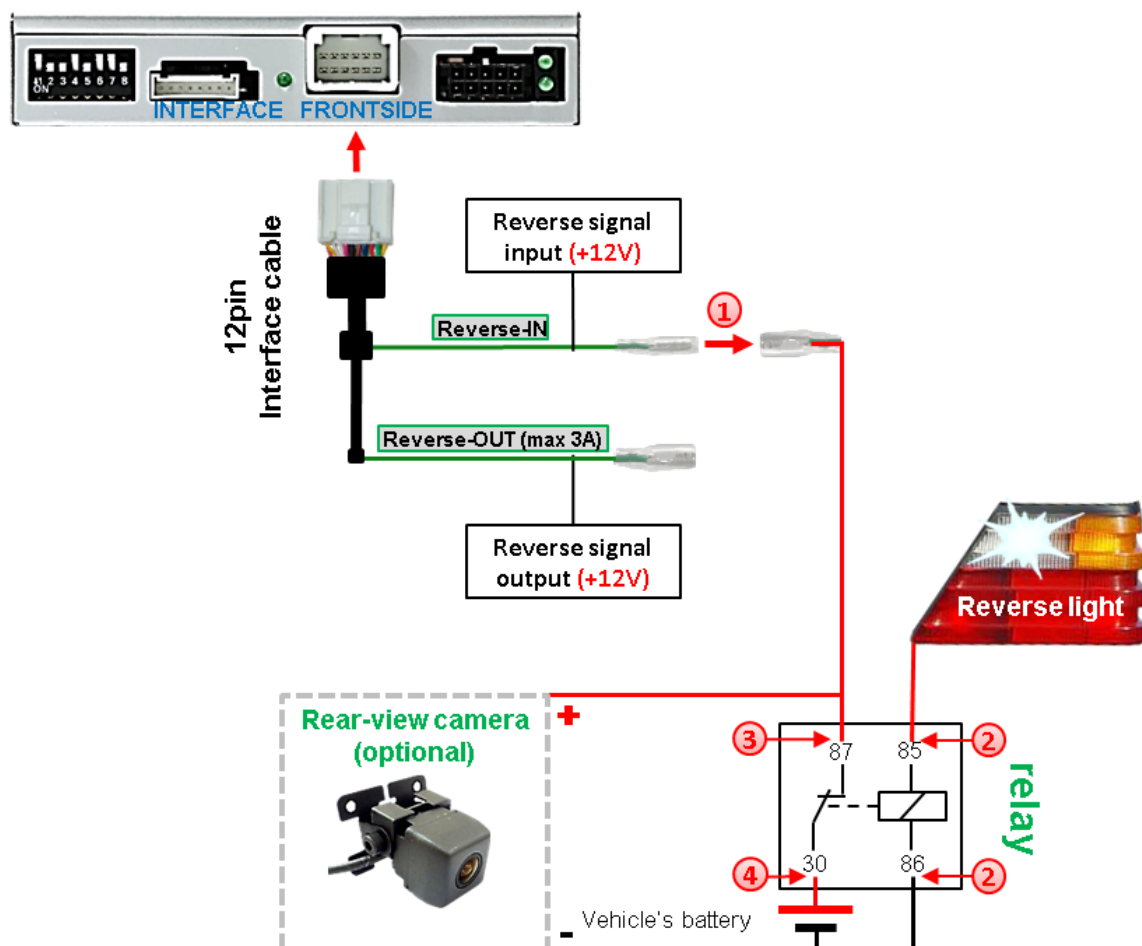 1 2 3 4 5 6 7 8
ON
INTERFACE FRONTSIDE
12pin
Interface cable
Reverse signal
input (+12V)
Reverse-IN
1
Reverse-OUT (max 3A)
Reverse signal
output (+12V)
Reverse light
Rear-view camera
(optional)
+
3
87
85
2
relay
4
30
86
2
- Vehicle's battery